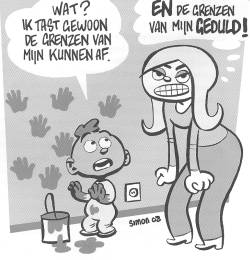 WAT?
IK TAST GEWOON
DE GRENZEN VAN
MIJN KUNNEN AF.
EN DE GRENZEN
VAN MIJN GEDULD!
SIMON 08